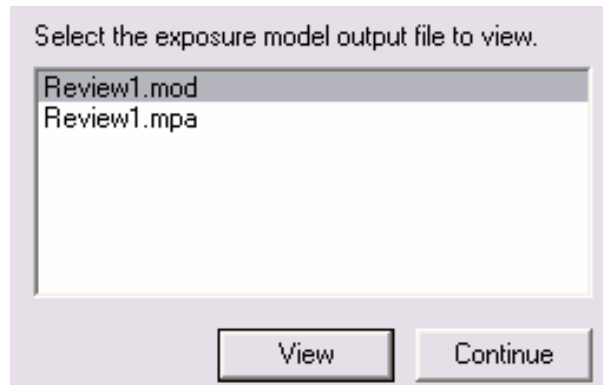 Select the exposure model output file to view.
Review1.mod
Review1.mpa
View
Continue